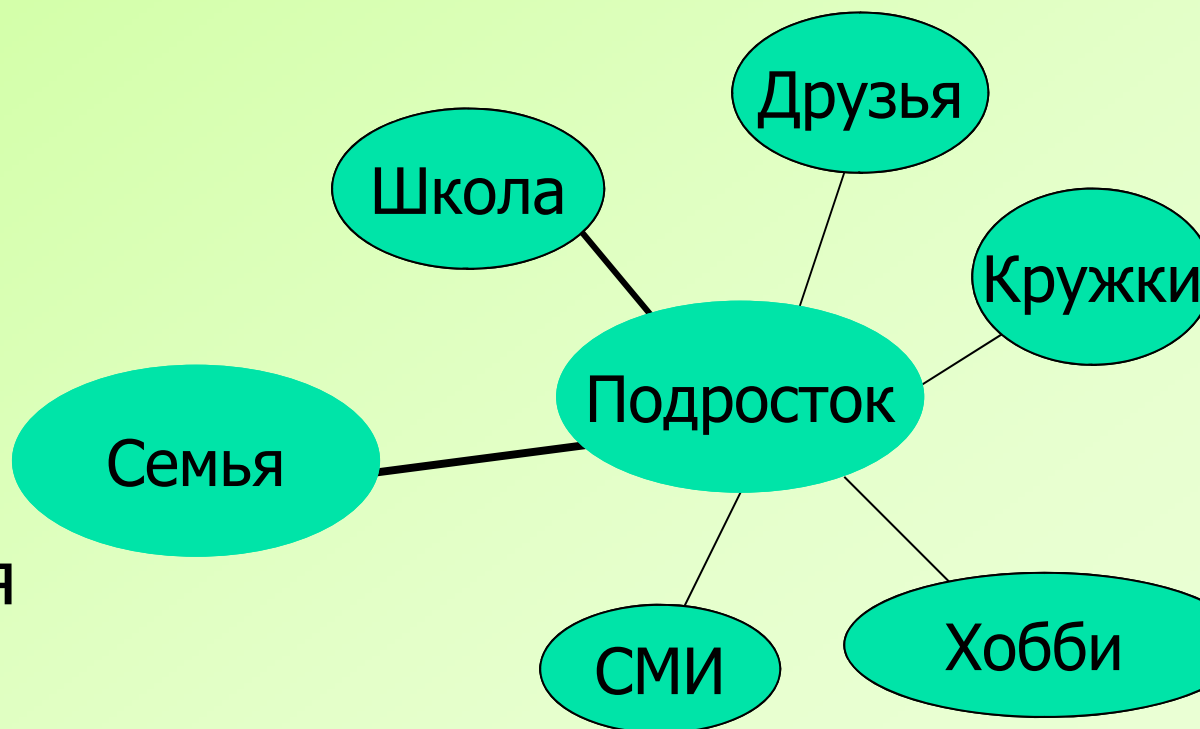 Друзья
Школа
Кружки
Подросток
Семья
я
СМИ
Хобби